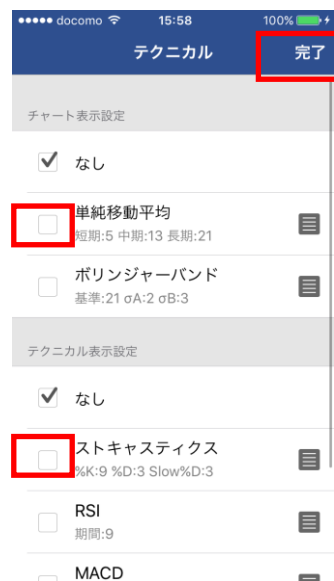 docomo 15:58 100%
テクニカル 完了
チャート表示設定
なし
単純移動平均
短期:5 中期:13 長期:21
ボリンジャーバンド
基準:21 σA:2 σB:3
テクニカル表示設定
なし
ストキャスティクス
%K:9 %D:3 Slow%D:3
RSI
期間:9
MACD